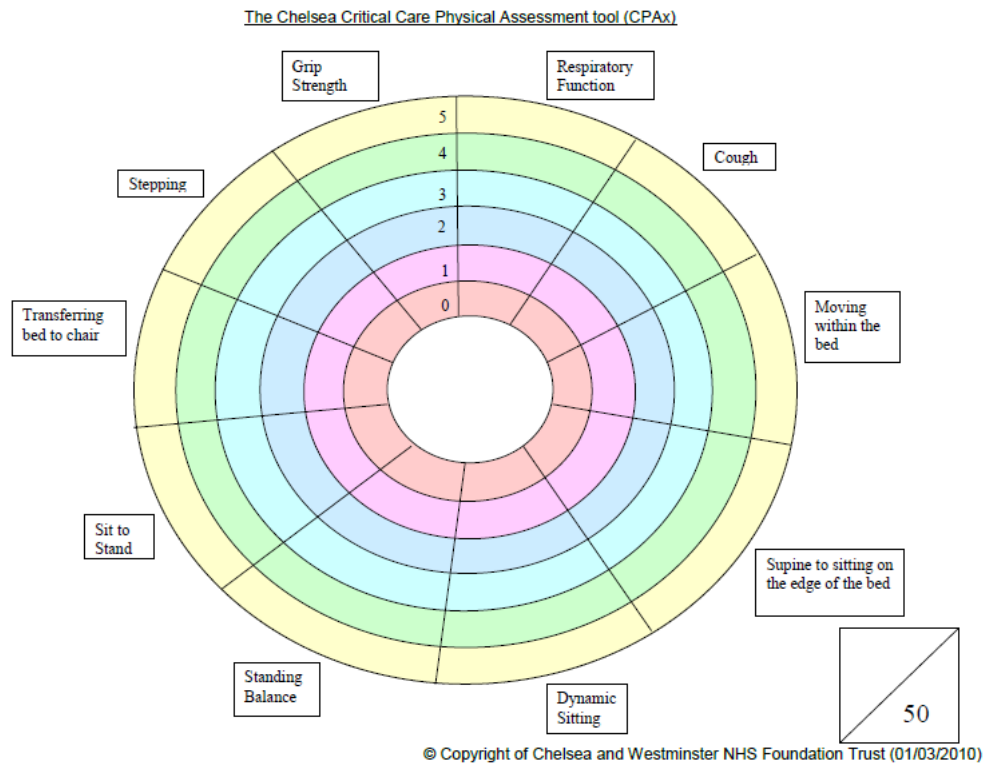 The Chelsea Critical Care Physical Assessment tool (CPAx)
Grip
Strength
Respiratory
Function
5
Cough
4
Stepping
3
2
1
0
Transferring
bed to chair
Moving
within the
bed
Sit to
Stand
Supine to sitting on
the edge of the bed
Standing
Balance
Dynamic
Sitting
50
© Copyright of Chelsea and Westminster NHS Foundation Trust (01/03/2010)